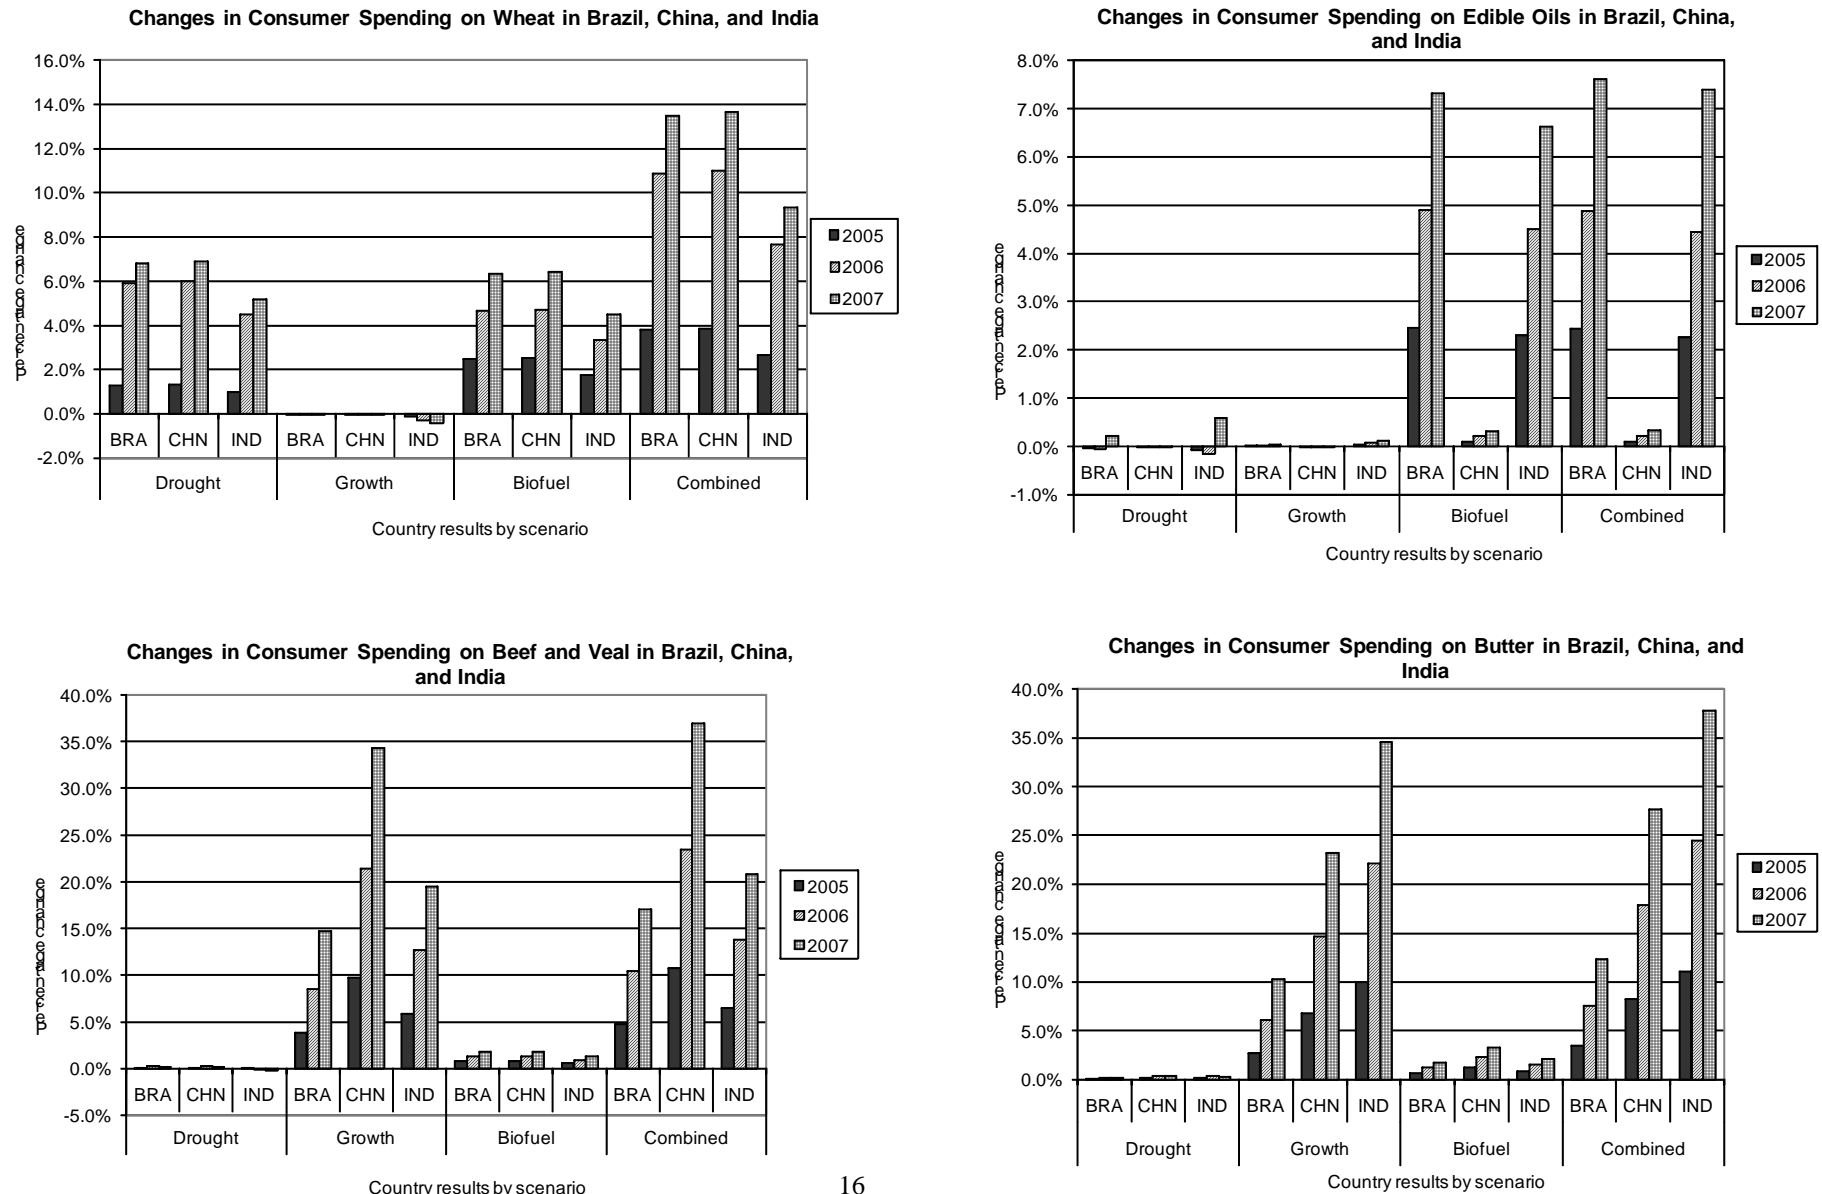 Changes in Consumer Spending on Wheat in Brazil, China, and India
16.0%
14.0%
12.0%
10.0%
8.0%
6.0%
4.0%
2.0%
0.0%
-2.0%
Percentage change
BRA CHN IND BRA CHN IND BRA CHN IND BRA CHN IND
Drought Growth Biofuel Combined
Country results by scenario
2005
2006
2007
Changes in Consumer Spending on Edible Oils in Brazil, China,
and India
8.0%
7.0%
6.0%
5.0%
4.0%
3.0%
2.0%
1.0%
0.0%
-1.0%
Percentage change
BRA CHN IND BRA CHN IND BRA CHN IND BRA CHN IND
Drought Growth Biofuel Combined
Country results by scenario
2005
2006
2007
Changes in Consumer Spending on Beef and Veal in Brazil, China,
and India
40.0%
35.0%
30.0%
25.0%
20.0%
15.0%
10.0%
5.0%
0.0%
-5.0%
Percentage change
BRA CHN IND BRA CHN IND BRA CHN IND BRA CHN IND
Drought Growth Biofuel Combined
Country results by scenario
2005
2006
2007
Changes in Consumer Spending on Butter in Brazil, China, and
India
40.0%
35.0%
30.0%
25.0%
20.0%
15.0%
10.0%
5.0%
0.0%
Percentage change
BRA CHN IND BRA CHN IND BRA CHN IND BRA CHN IND
Drought Growth Biofuel Combined
Country results by scenario
2005
2006
2007
16